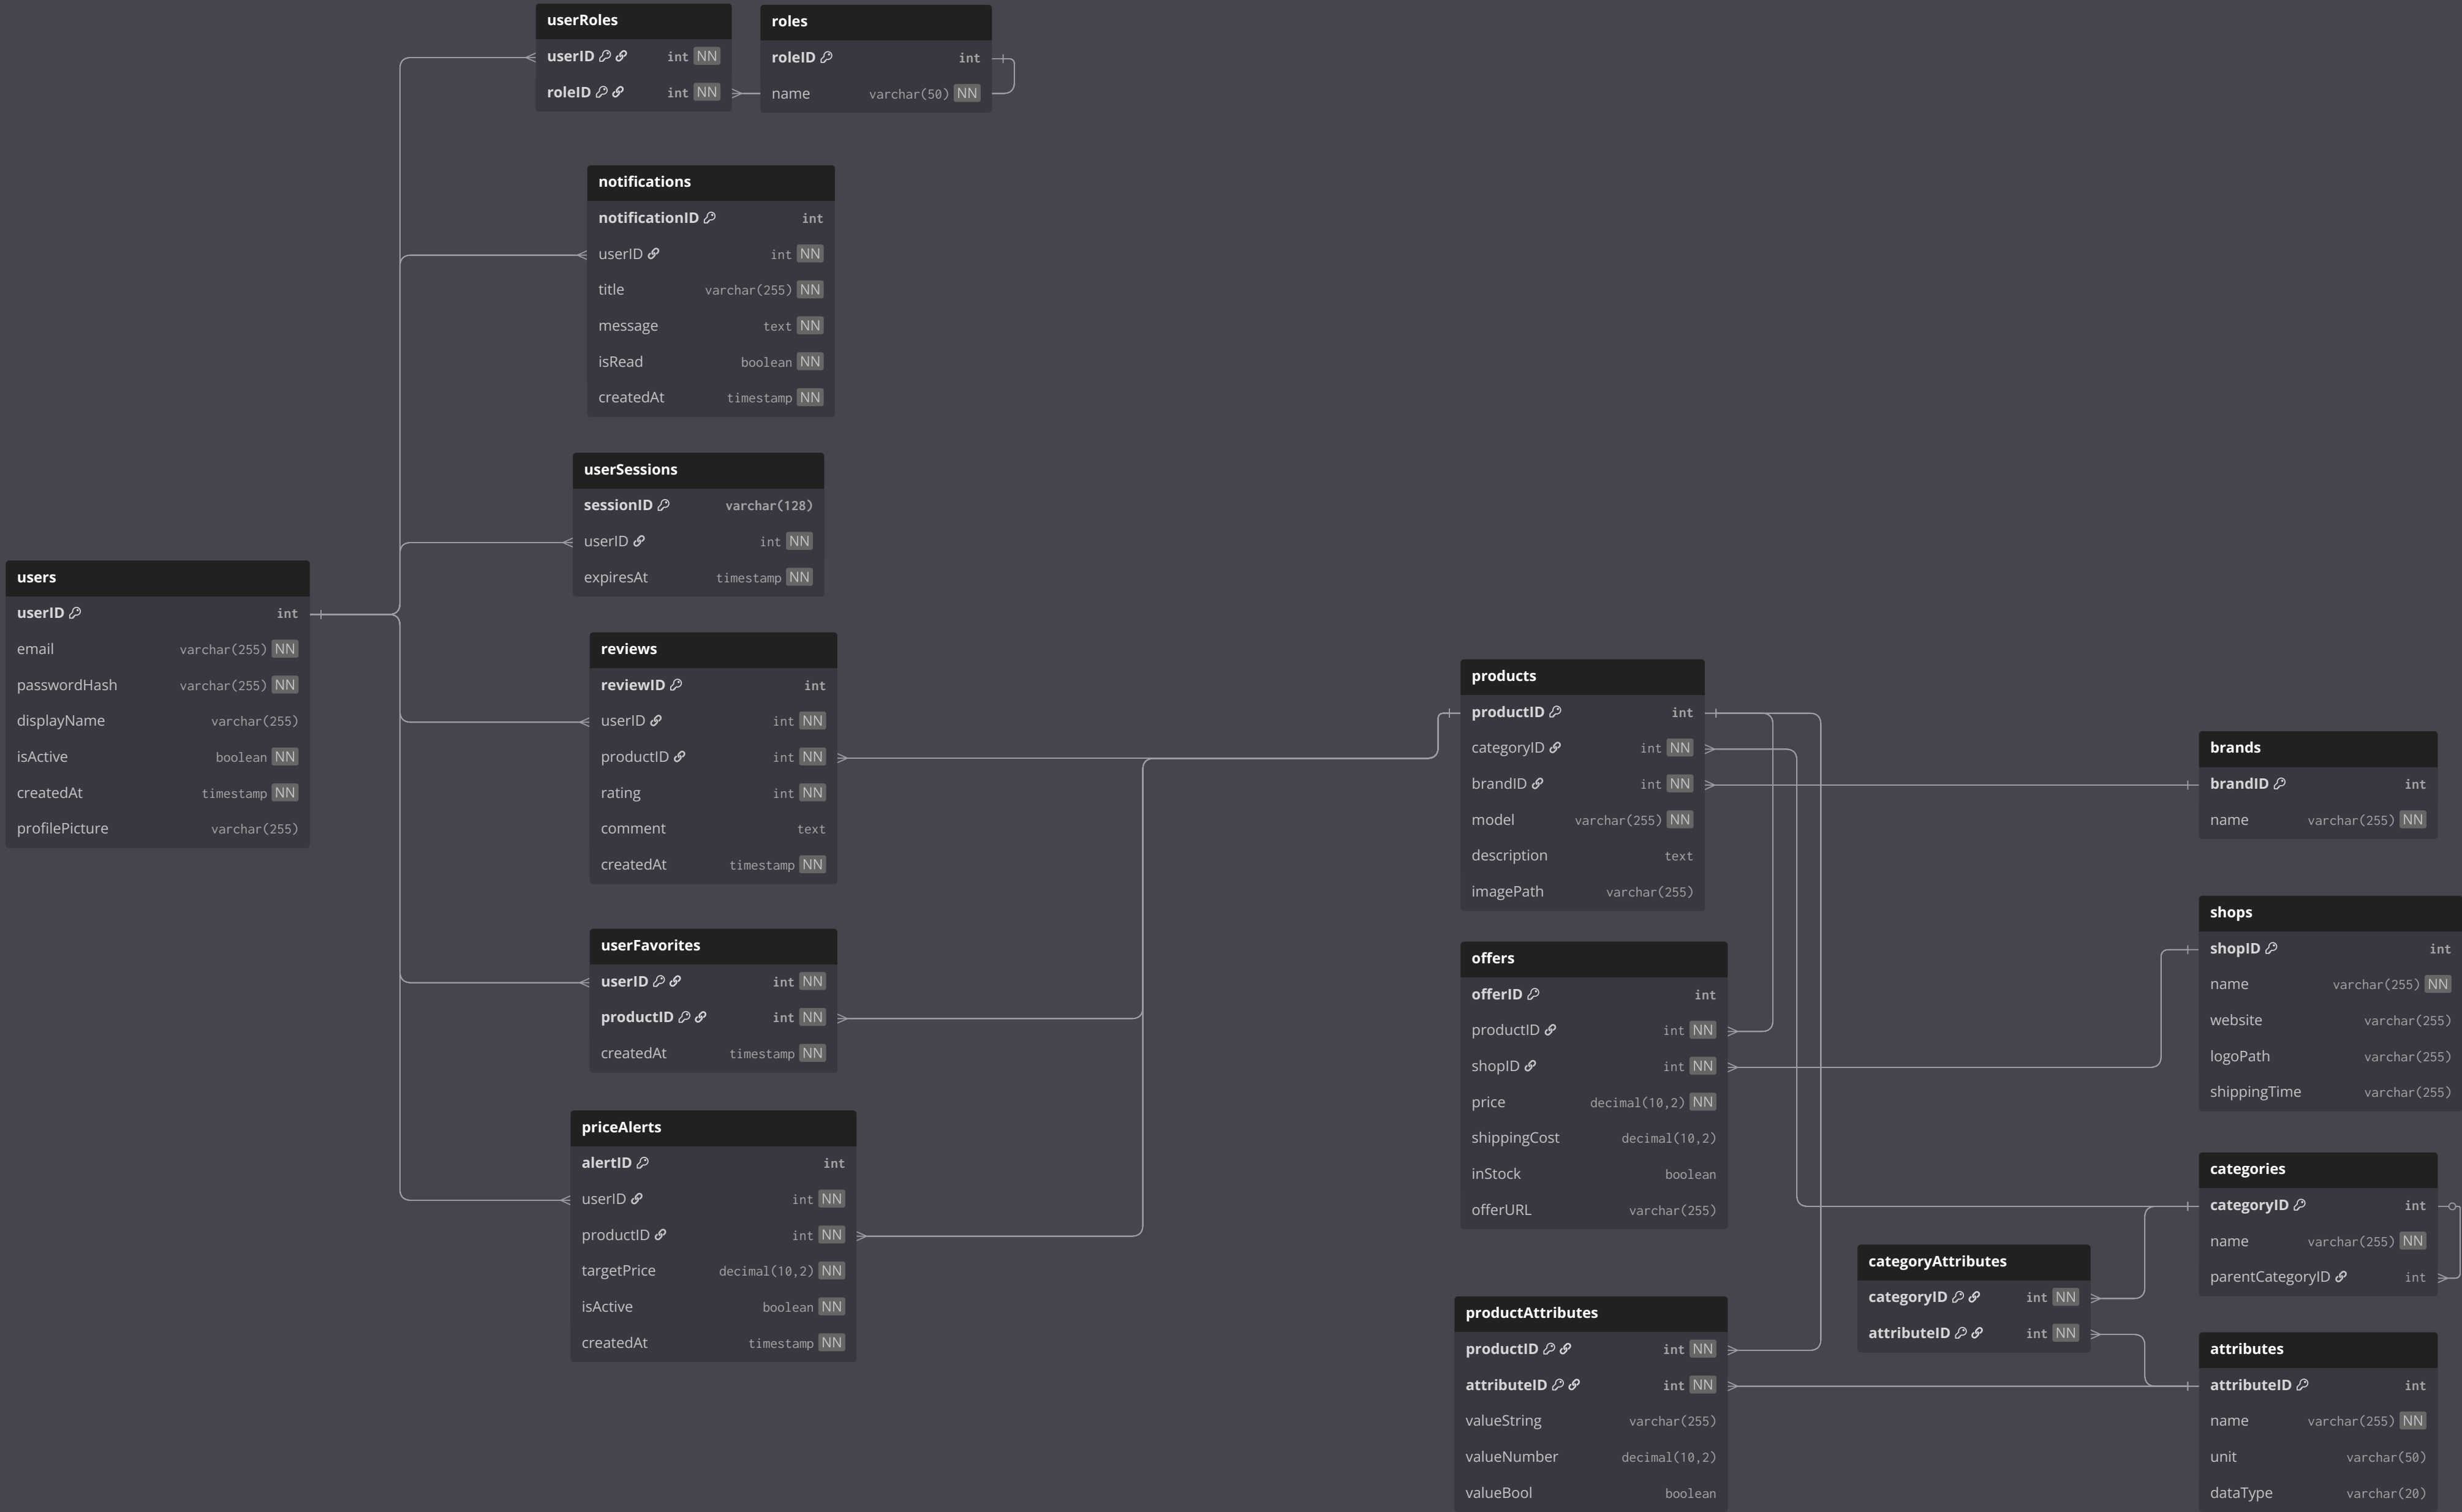 userRoles
userID int NN
roleID int NN
roles
roleID int
name varchar(50) NN
notifications
notificationID int
userID int NN
title varchar(255) NN
message text NN
isRead boolean NN
createdAt timestamp NN
userSessions
sessionID varchar(128)
userID int NN
expiresAt timestamp NN
users
userID int
email varchar(255) NN
passwordHash varchar(255) NN
displayName varchar(255)
isActive boolean NN
createdAt timestamp NN
profilePicture varchar(255)
reviews
reviewID int
userID int NN
productID int NN
rating int NN
comment text
createdAt timestamp NN
userFavorites
userID int NN
productID int NN
createdAt timestamp NN
priceAlerts
alertID int
userID int NN
productID int NN
targetPrice decimal(10,2) NN
isActive boolean NN
createdAt timestamp NN
products
productID int
categoryID int NN
brandID int NN
model varchar(255) NN
description text
imagePath varchar(255)
offers
offerID int
productID int NN
shopID int NN
price decimal(10,2) NN
shippingCost decimal(10,2)
inStock boolean
offerURL varchar(255)
productAttributes
productID int NN
attributeID int NN
valueString varchar(255)
valueNumber decimal(10,2)
valueBool boolean
categoryAttributes
categoryID int NN
attributeID int NN
brands
brandID int
name varchar(255) NN
shops
shopID int
name varchar(255) NN
website varchar(255)
logoPath varchar(255)
shippingTime varchar(255)
categories
categoryID int
name varchar(255) NN
parentCategoryID int
attributes
attributeID int
name varchar(255) NN
unit varchar(50)
dataType varchar(20)